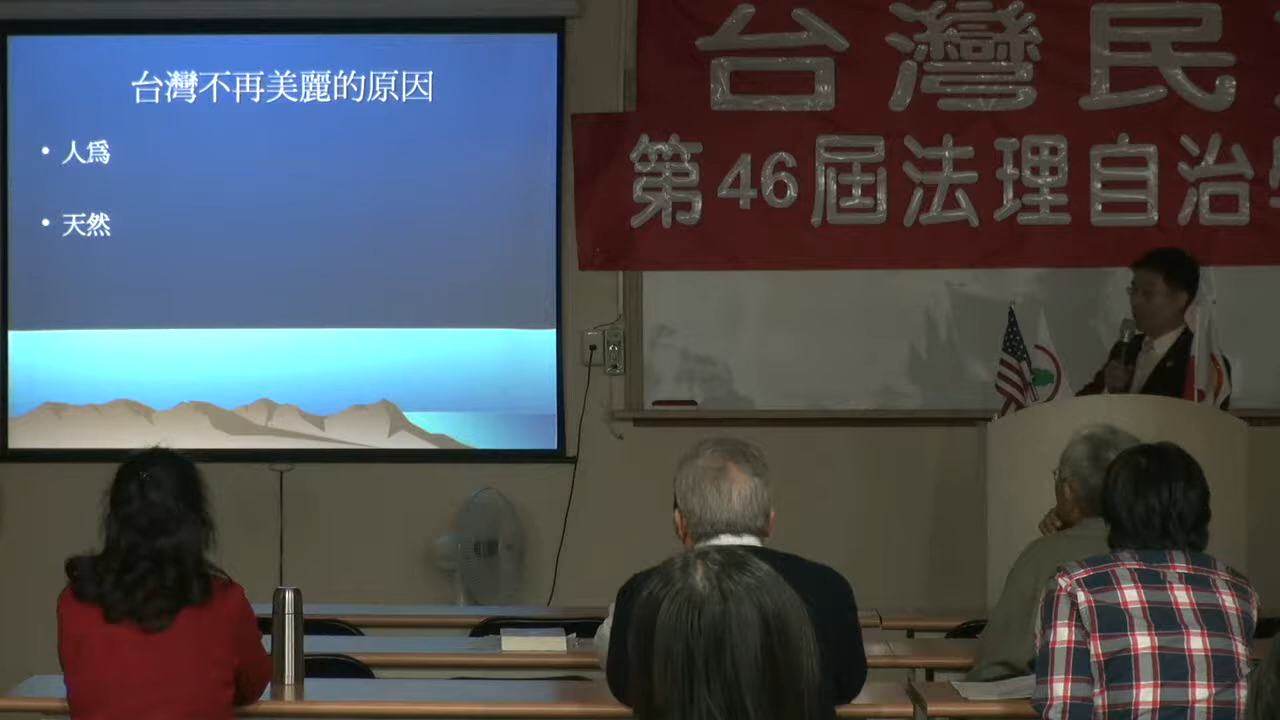 台灣不再美麗的原因
• 人為
• 天然
台灣民
第46屆法理自治